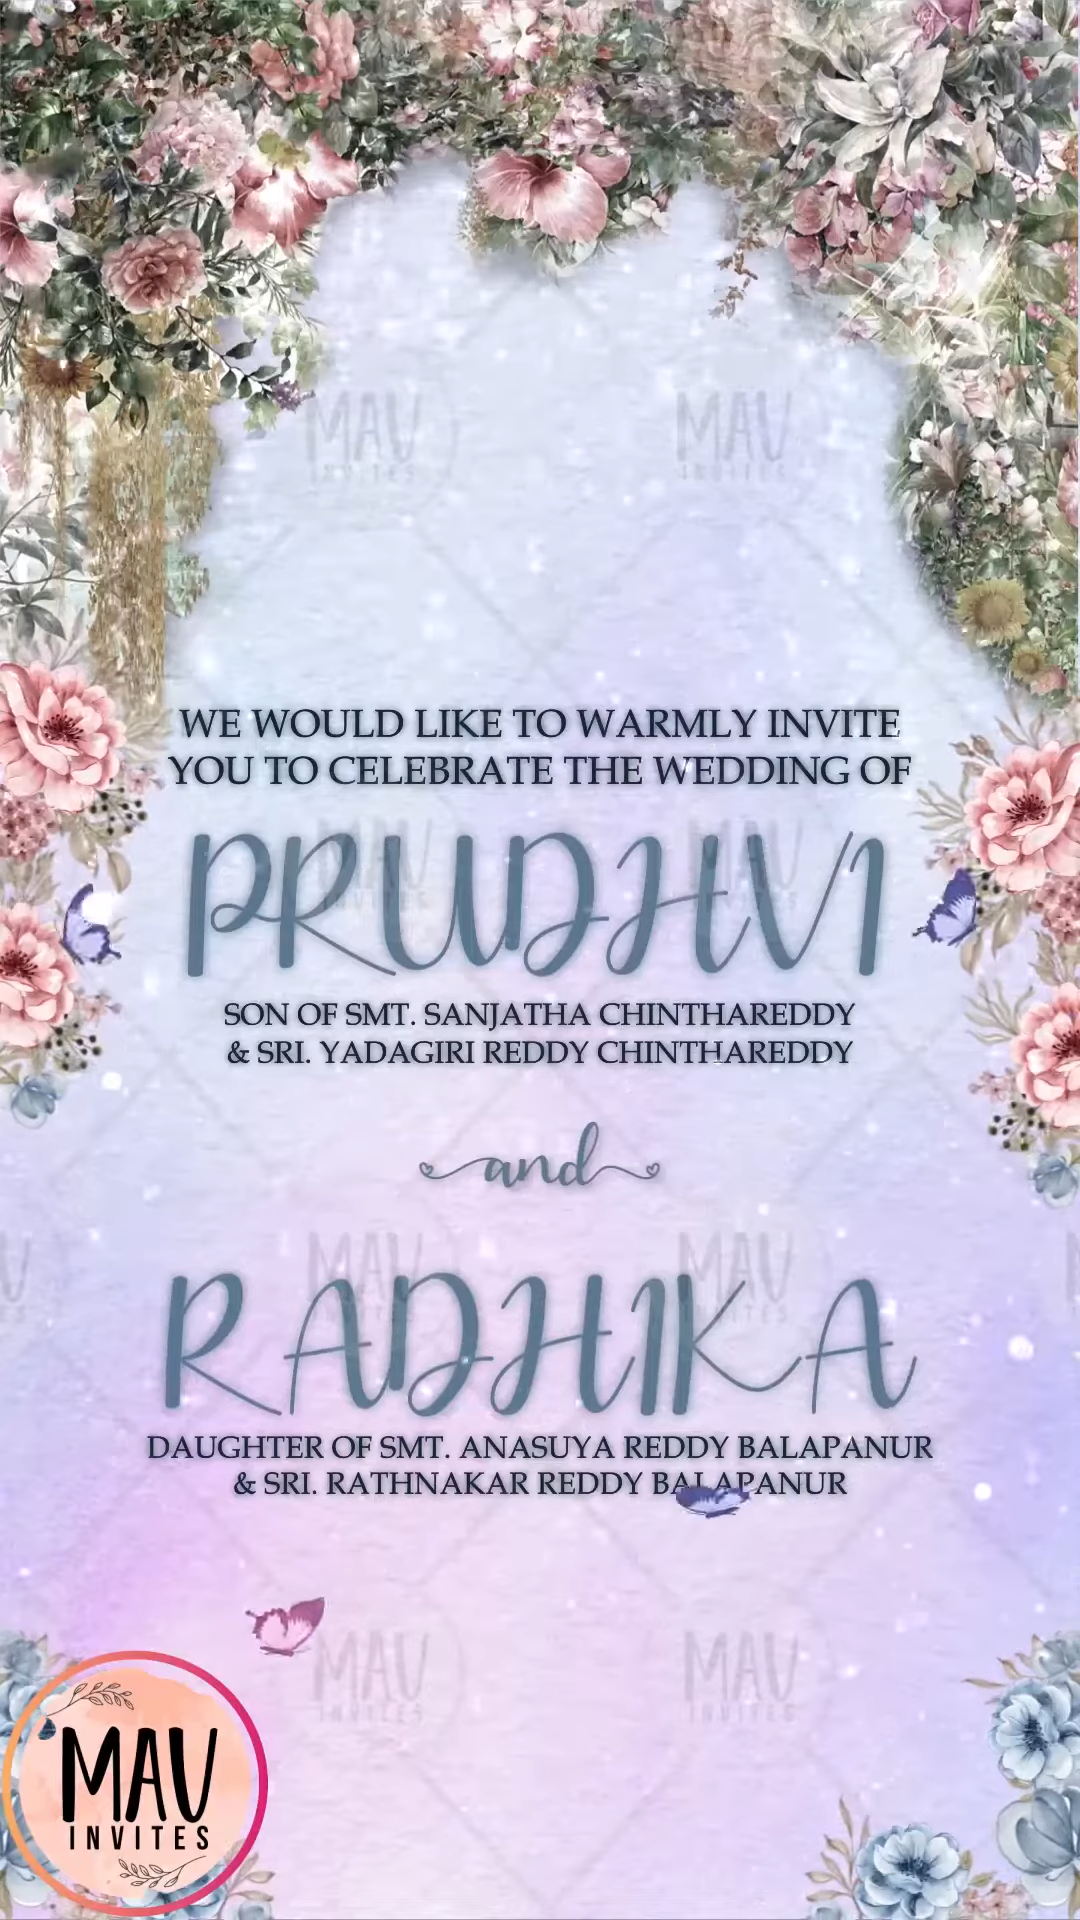 WE WOULD LIKE TO WARMLY INVITE
YOU TO CELEBRATE THE WEDDING OF
PRUDHVI
SON OF SMT. SANJATHA CHINTHAREDDY
& SRI. YADAGIRI REDDY CHINTHAREDDY
and
RADHIKA
DAUGHTER OF SMT. ANASUYA REDDY BALAPANUR
& SRI. RATHNAKAR REDDY BALAPANUR
MAV
INVITES